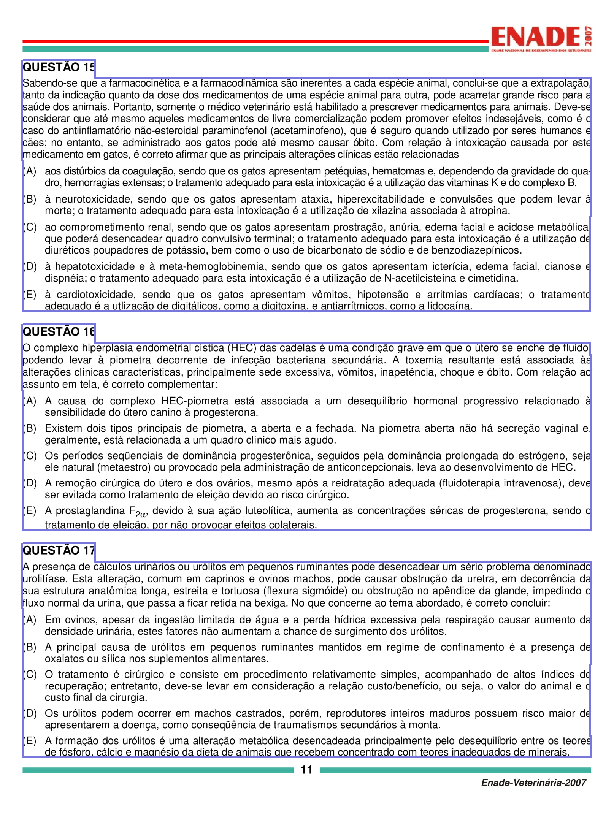 ENADE 2007
EXAME NACIONAL DE DESEMPENHO DOS ESTUDANTES
QUESTÃO 15
Sabendo-se que a farmacocinética e a farmacodinâmica são inerentes a cada espécie animal, conclui-se que a extrapolação,
tanto da indicação quanto da dose dos medicamentos de uma espécie animal para outra, pode acarretar grande risco para a
saúde dos animais. Portanto, somente o médico veterinário está habilitado a prescrever medicamentos para animais. Deve-se
considerar que até mesmo aqueles medicamentos de livre comercialização podem promover efeitos indesejáveis, como é o
caso do antiinflamatório não-esteroidal paraminofenol (acetaminofeno), que é seguro quando utilizado por seres humanos e
cães; no entanto, se administrado aos gatos pode até mesmo causar óbito. Com relação à intoxicação causada por este
medicamento em gatos, é correto afirmar que as principais alterações clínicas estão relacionadas
(A) aos distúrbios da coagulação, sendo que os gatos apresentam petéquias, hematomas e, dependendo da gravidade do qua-
dro, hemorragias extensas; o tratamento adequado para esta intoxicação é a utilização das vitaminas K e do complexo B.
(B) à neurotoxicidade, sendo que os gatos apresentam ataxia, hiperexcitabilidade e convulsões que podem levar à
morte; o tratamento adequado para esta intoxicação é a utilização de xilazina associada à atropina.
(C) ao comprometimento renal, sendo que os gatos apresentam prostração, anúria, edema facial e acidose metabólica,
que poderá desencadear quadro convulsivo terminal; o tratamento adequado para esta intoxicação é a utilização de
diuréticos poupadores de potássio, bem como o uso de bicarbonato de sódio e de benzodiazepínicos.
(D) à hepatotoxicidade e à meta-hemoglobinemia, sendo que os gatos apresentam icterícia, edema facial, cianose e
dispnéia; o tratamento adequado para esta intoxicação é a utilização de N-acetilcisteína e cimetidina.
(E) à cardiotoxicidade, sendo que os gatos apresentam vômitos, hipotensão e arritmias cardíacas; o tratamento
adequado é a utlização de digitálicos, como a digitoxina, e antiarrítmicos, como a lidocaína.
QUESTÃO 16
O complexo hiperplasia endometrial cística (HEC) das cadelas é uma condição grave em que o útero se enche de fluido,
podendo levar à piometra decorrente de infecção bacteriana secundária. A toxemia resultante está associada às
alterações clínicas características, principalmente sede excessiva, vômitos, inapetência, choque e óbito. Com relação ao
assunto em tela, é correto complementar:
(A) A causa do complexo HEC-piometra está associada a um desequilíbrio hormonal progressivo relacionado à
sensibilidade do útero canino à progesterona.
(B) Existem dois tipos principais de piometra, a aberta e a fechada. Na piometra aberta não há secreção vaginal e,
geralmente, está relacionada a um quadro clínico mais agudo.
(C) Os períodos seqüenciais de dominância progesterônica, seguidos pela dominância prolongada do estrógeno, seja
ele natural (metaestro) ou provocado pela administração de anticoncepcionais, leva ao desenvolvimento de HEC.
(D) A remoção cirúrgica do útero e dos ovários, mesmo após a reidratação adequada (fluidoterapia intravenosa), deve
ser evitada como tratamento de eleição devido ao risco cirúrgico.
(E) A prostaglandina F2α, devido à sua ação luteolítica, aumenta as concentrações séricas de progesterona, sendo o
tratamento de eleição, por não provocar efeitos colaterais.
QUESTÃO 17
A presença de cálculos urinários ou urólitos em pequenos ruminantes pode desencadear um sério problema denominado
urolitíase. Esta alteração, comum em caprinos e ovinos machos, pode causar obstrução da uretra, em decorrência da
sua estrutura anatômica longa, estreita e tortuosa (flexura sigmóide) ou obstrução no apêndice da glande, impedindo o
fluxo normal da urina, que passa a ficar retida na bexiga. No que concerne ao tema abordado, é correto concluir:
(A) Em ovinos, apesar da ingestão limitada de água e a perda hídrica excessiva pela respiração causar aumento da
densidade urinária, estes fatores não aumentam a chance de surgimento dos urólitos.
(B) A principal causa de urólitos em pequenos ruminantes mantidos em regime de confinamento é a presença de
oxalatos ou sílica nos suplementos alimentares.
(C) O tratamento é cirúrgico e consiste em procedimento relativamente simples, acompanhado de altos índices de
recuperação; entretanto, deve-se levar em consideração a relação custo/benefício, ou seja, o valor do animal e o
custo final da cirurgia.
(D) Os urólitos podem ocorrer em machos castrados, porém, reprodutores inteiros maduros possuem risco maior de
apresentarem a doença, como conseqüência de traumatismos secundários à monta.
(E) A formação dos urólitos é uma alteração metabólica desencadeada principalmente pelo desequilíbrio entre os teores
de fósforo, cálcio e magnésio da dieta de animais que recebem concentrado com teores inadequados de minerais.
11
Enade-Veterinária-2007